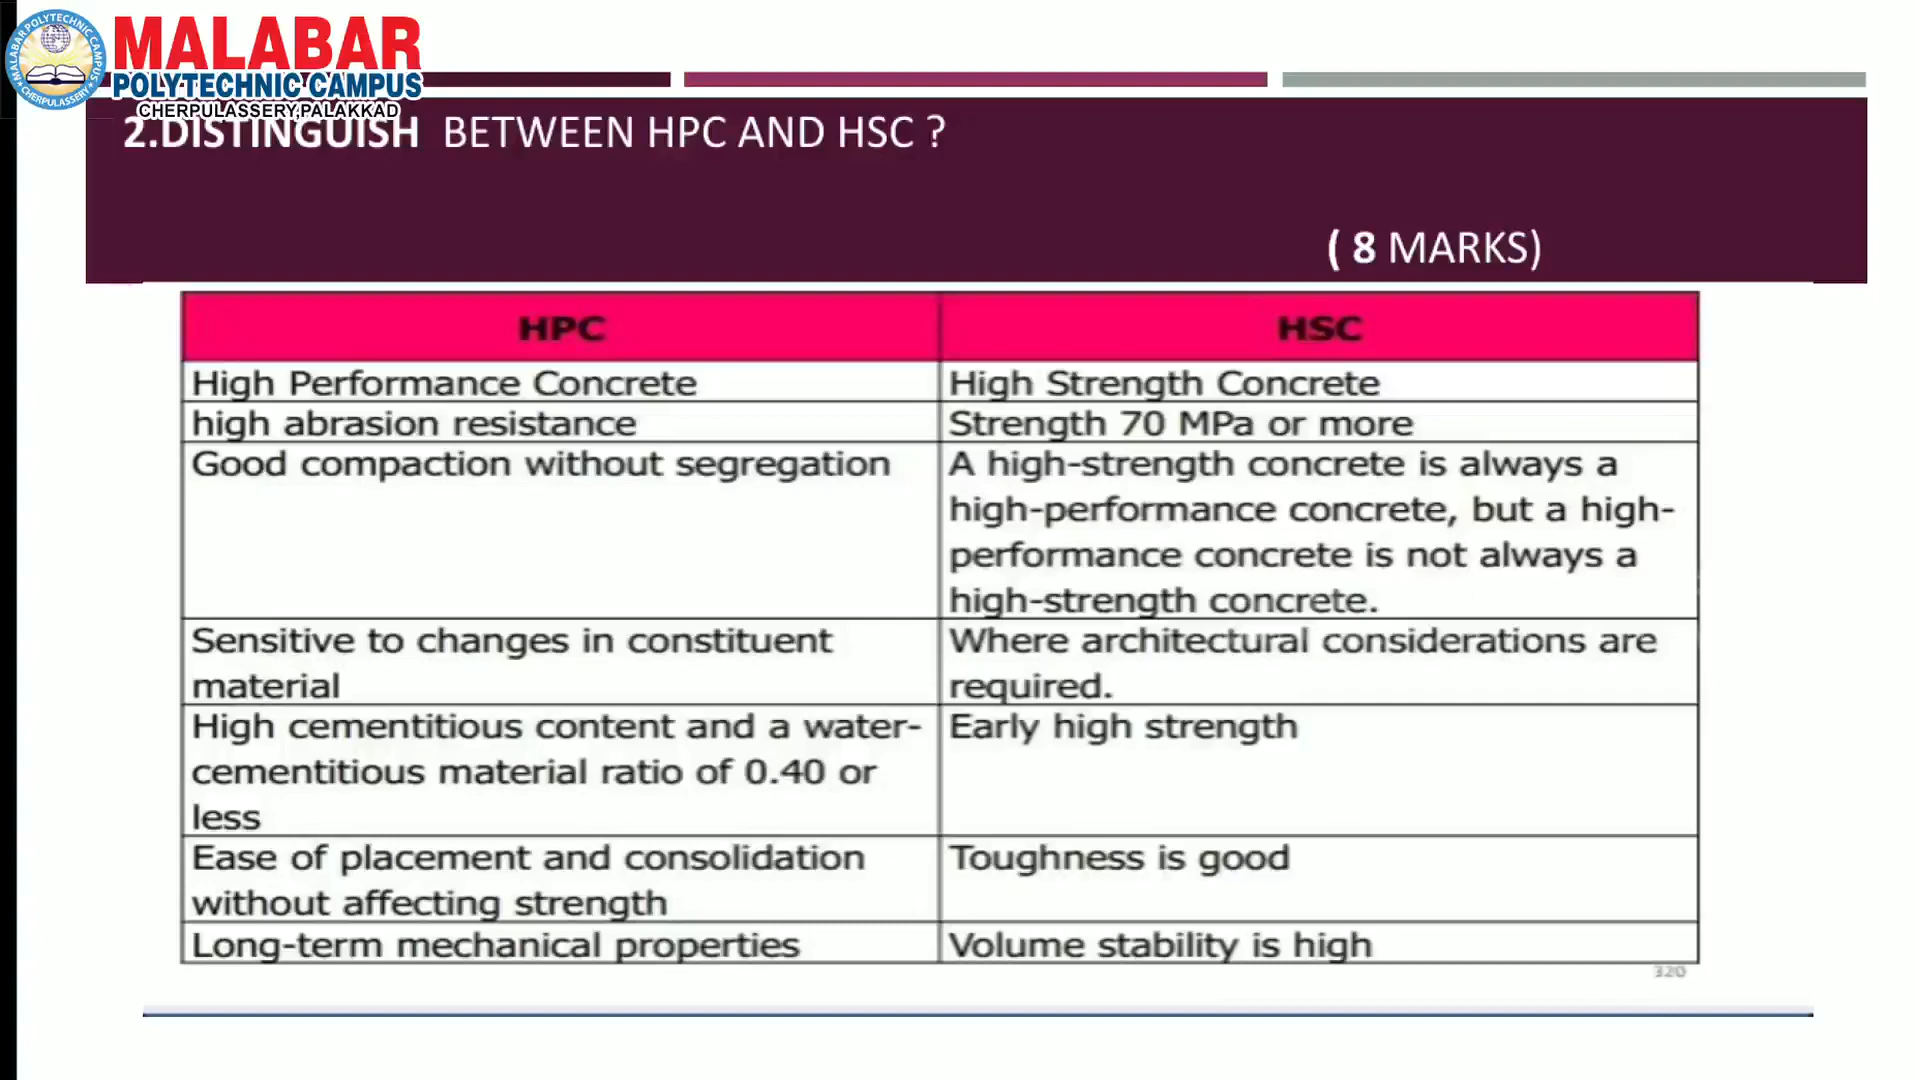 MALABAR
POLYTECHNIC CAMPUS
CHERPULASSERY,PALAKKAD
MALABAR POLYTECHNIC CAMPUS
CHERPULASSERY
2.DISTINGUISH BETWEEN HPC AND HSC ?
( 8 MARKS)
HPC
HSC
High Performance Concrete
High Strength Concrete
high abrasion resistance
Strength 70 MPa or more
Good compaction without segregation
A high-strength concrete is always a
high-performance concrete, but a high-
performance concrete is not always a
high-strength concrete.
Sensitive to changes in constituent
material
Where architectural considerations are
required.
High cementitious content and a water-
cementitious material ratio of 0.40 or
less
Early high strength
Ease of placement and consolidation
without affecting strength
Toughness is good
Long-term mechanical properties
Volume stability is high
320